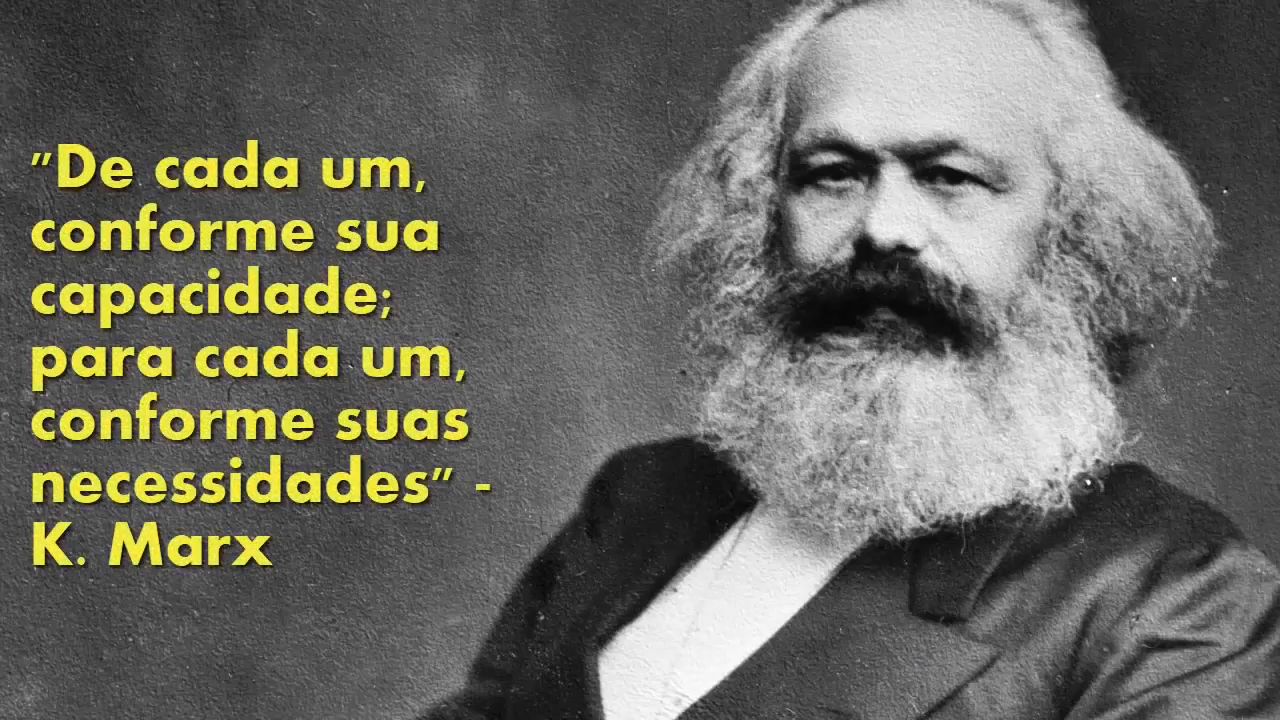 "De cada um,
conforme sua
capacidade;
para cada um,
conforme suas
necessidades" -
K. Marx